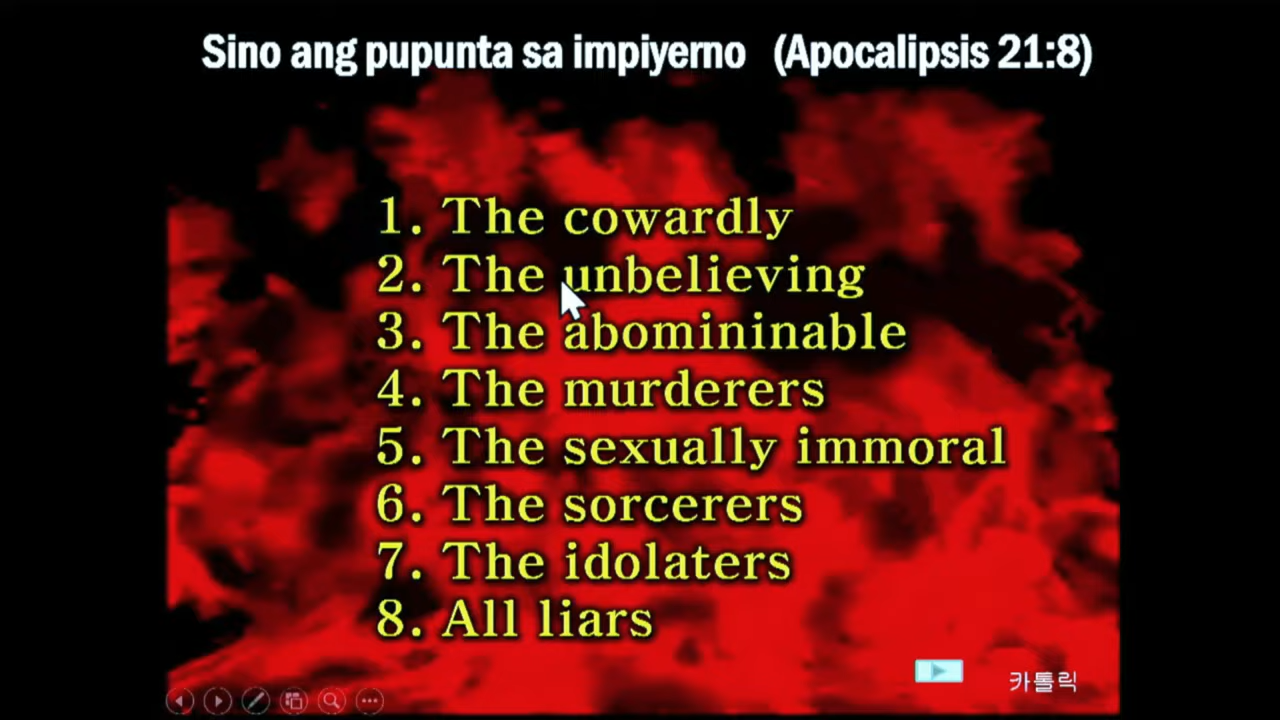 Sino ang pupunta sa impiyerno (Apocalipsis 21:8)
1. The cowardly
2. The unbelieving
3. The abomininable
4. The murderers
5. The sexually immoral
6. The sorcerers
7. The idolaters
8. All liars
카톨릭